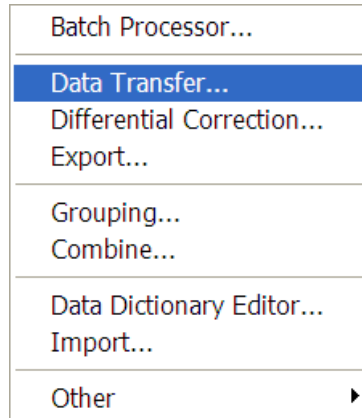 Batch Processor...
Data Transfer...
Differential Correction...
Export...
Grouping...
Combine...
Data Dictionary Editor...
Import...
Other